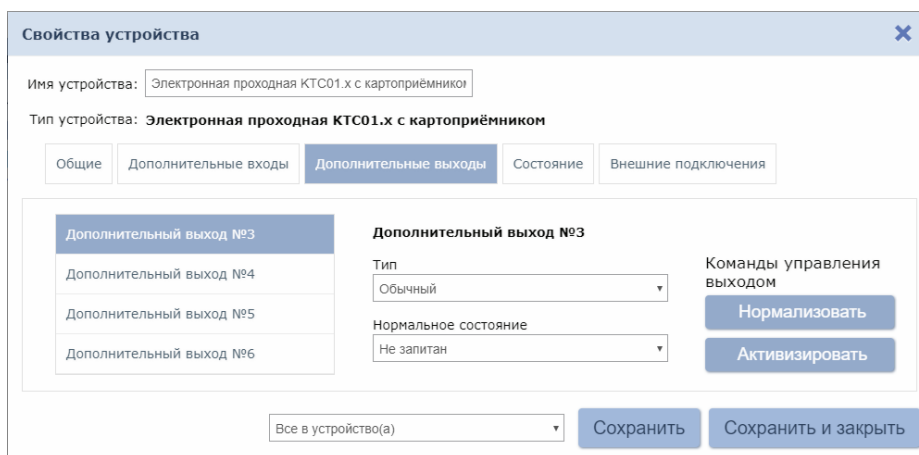 Свойства устройства
Имя устройства: Электронная проходная KTC01.x с картоприёмником
Тип устройства: Электронная проходная KTC01.x с картоприёмником
Общие Дополнительные входы Дополнительные выходы Состояние Внешние подключения
Дополнительный выход №3
Дополнительный выход №4
Дополнительный выход №5
Дополнительный выход №6
Дополнительный выход №3
Тип
Обычный
Нормальное состояние
Не запитан
Команды управления
выходом
Нормализовать
Активизировать
Все в устройство(а) Сохранить Сохранить и закрыть